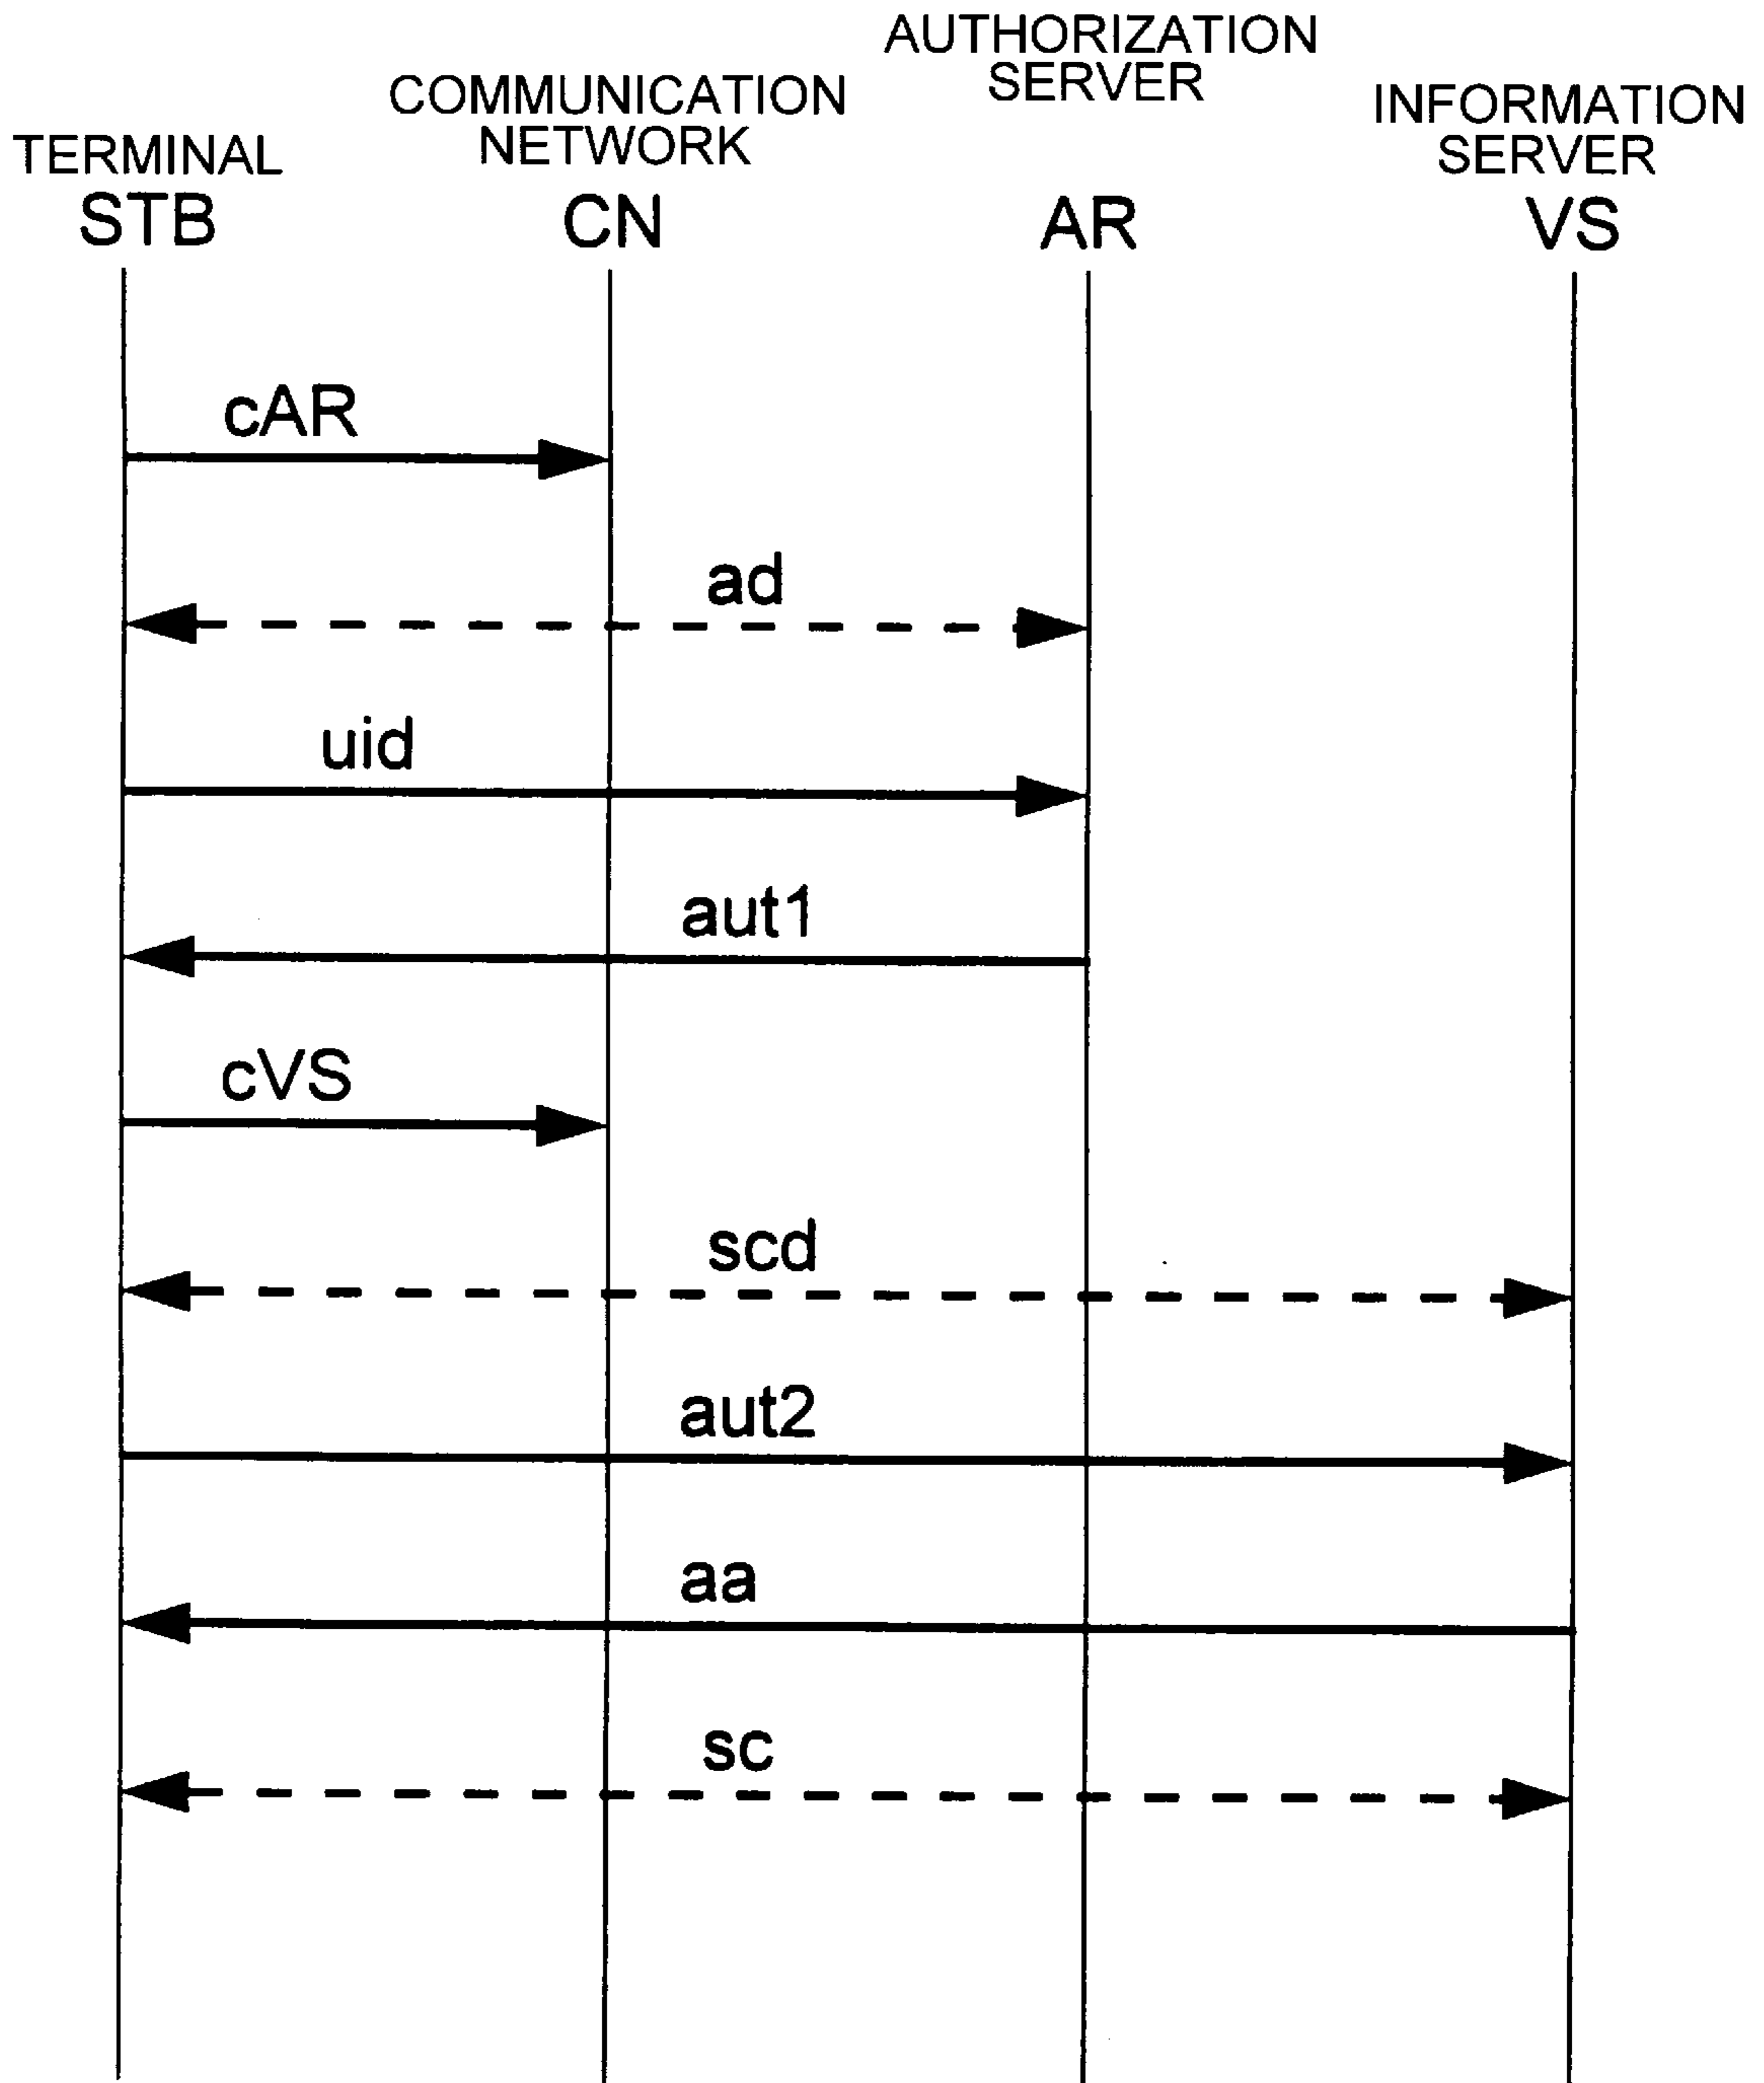 AUTHORIZATION
SERVER
COMMUNICATION
NETWORK
INFORMATION
SERVER
TERMINAL
STB
CN
AR
VS
cAR
ad
uid
aut1
cVS
scd
aut2
aa
sc